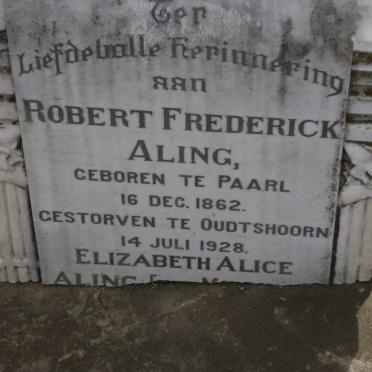 Ter
Liefdevolle Herinnering
aan
ROBERT FREDERICK
ALING,
GEBOREN TE PAARL
16 DEC. 1862.
GESTORVEN TE OUDTSHOORN
14 JULI 1928.
ELIZABETH ALICE
ALING